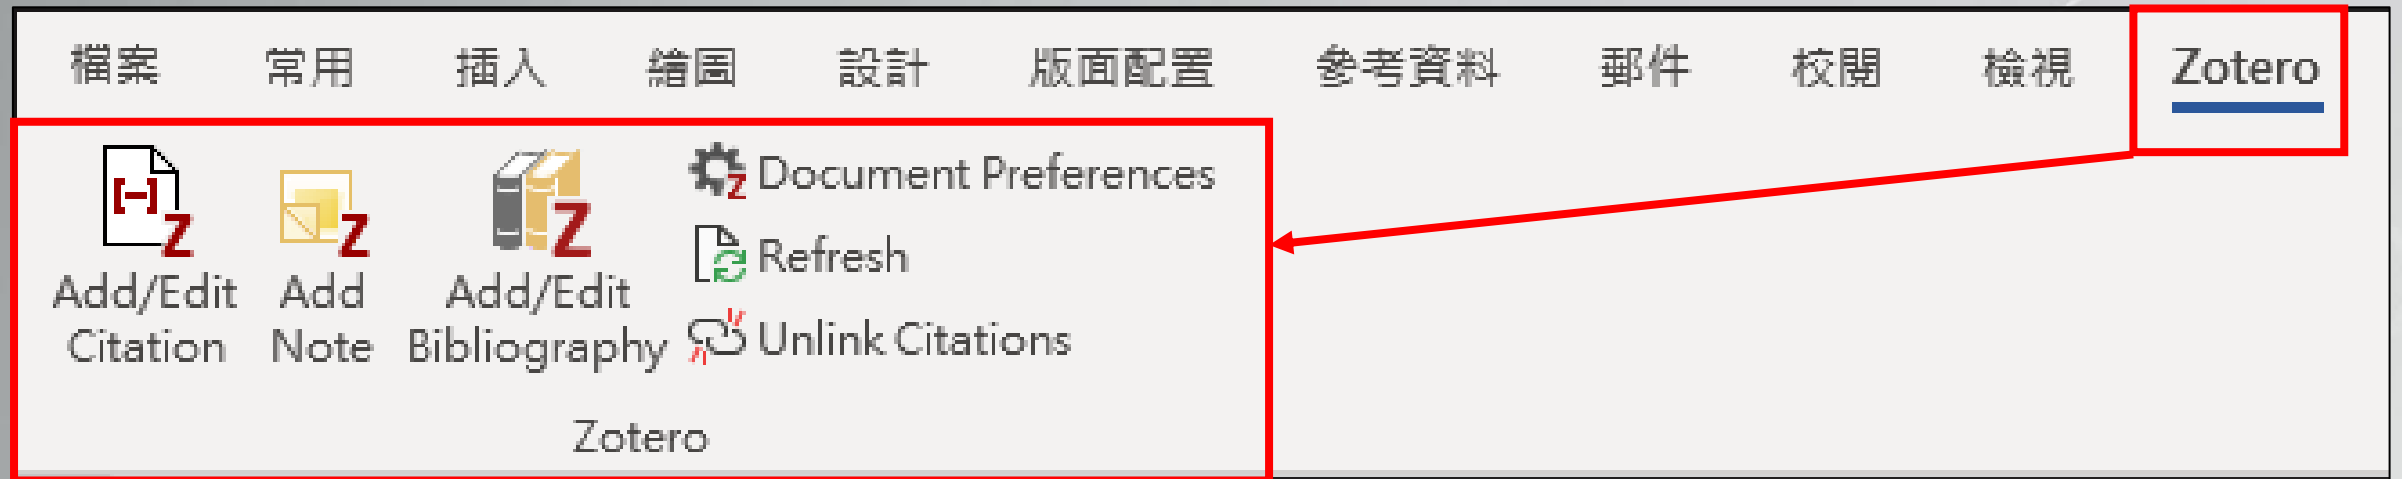 檔案 常用 插入 繪圖 設計 版面配置 參考資料 郵件 校閱 檢視 Zotero
Add/Edit Citation
Add Note
Add/Edit Bibliography
Document Preferences
Refresh
Unlink Citations
Zotero